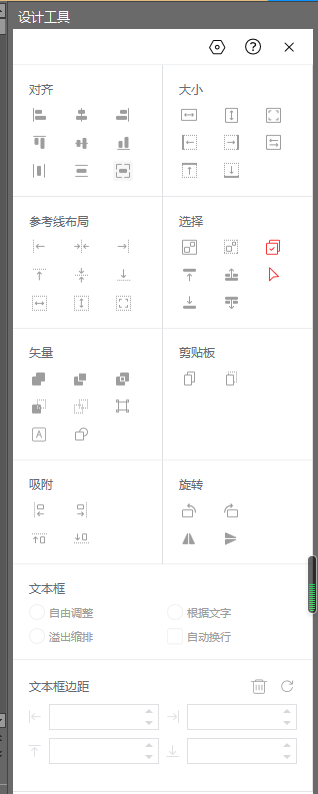 设计工具
对齐
大小
参考线布局
选择
矢量
剪贴板
A
吸附
旋转
文本框
自由调整
根据文字
溢出缩排
自动换行
文本框边距